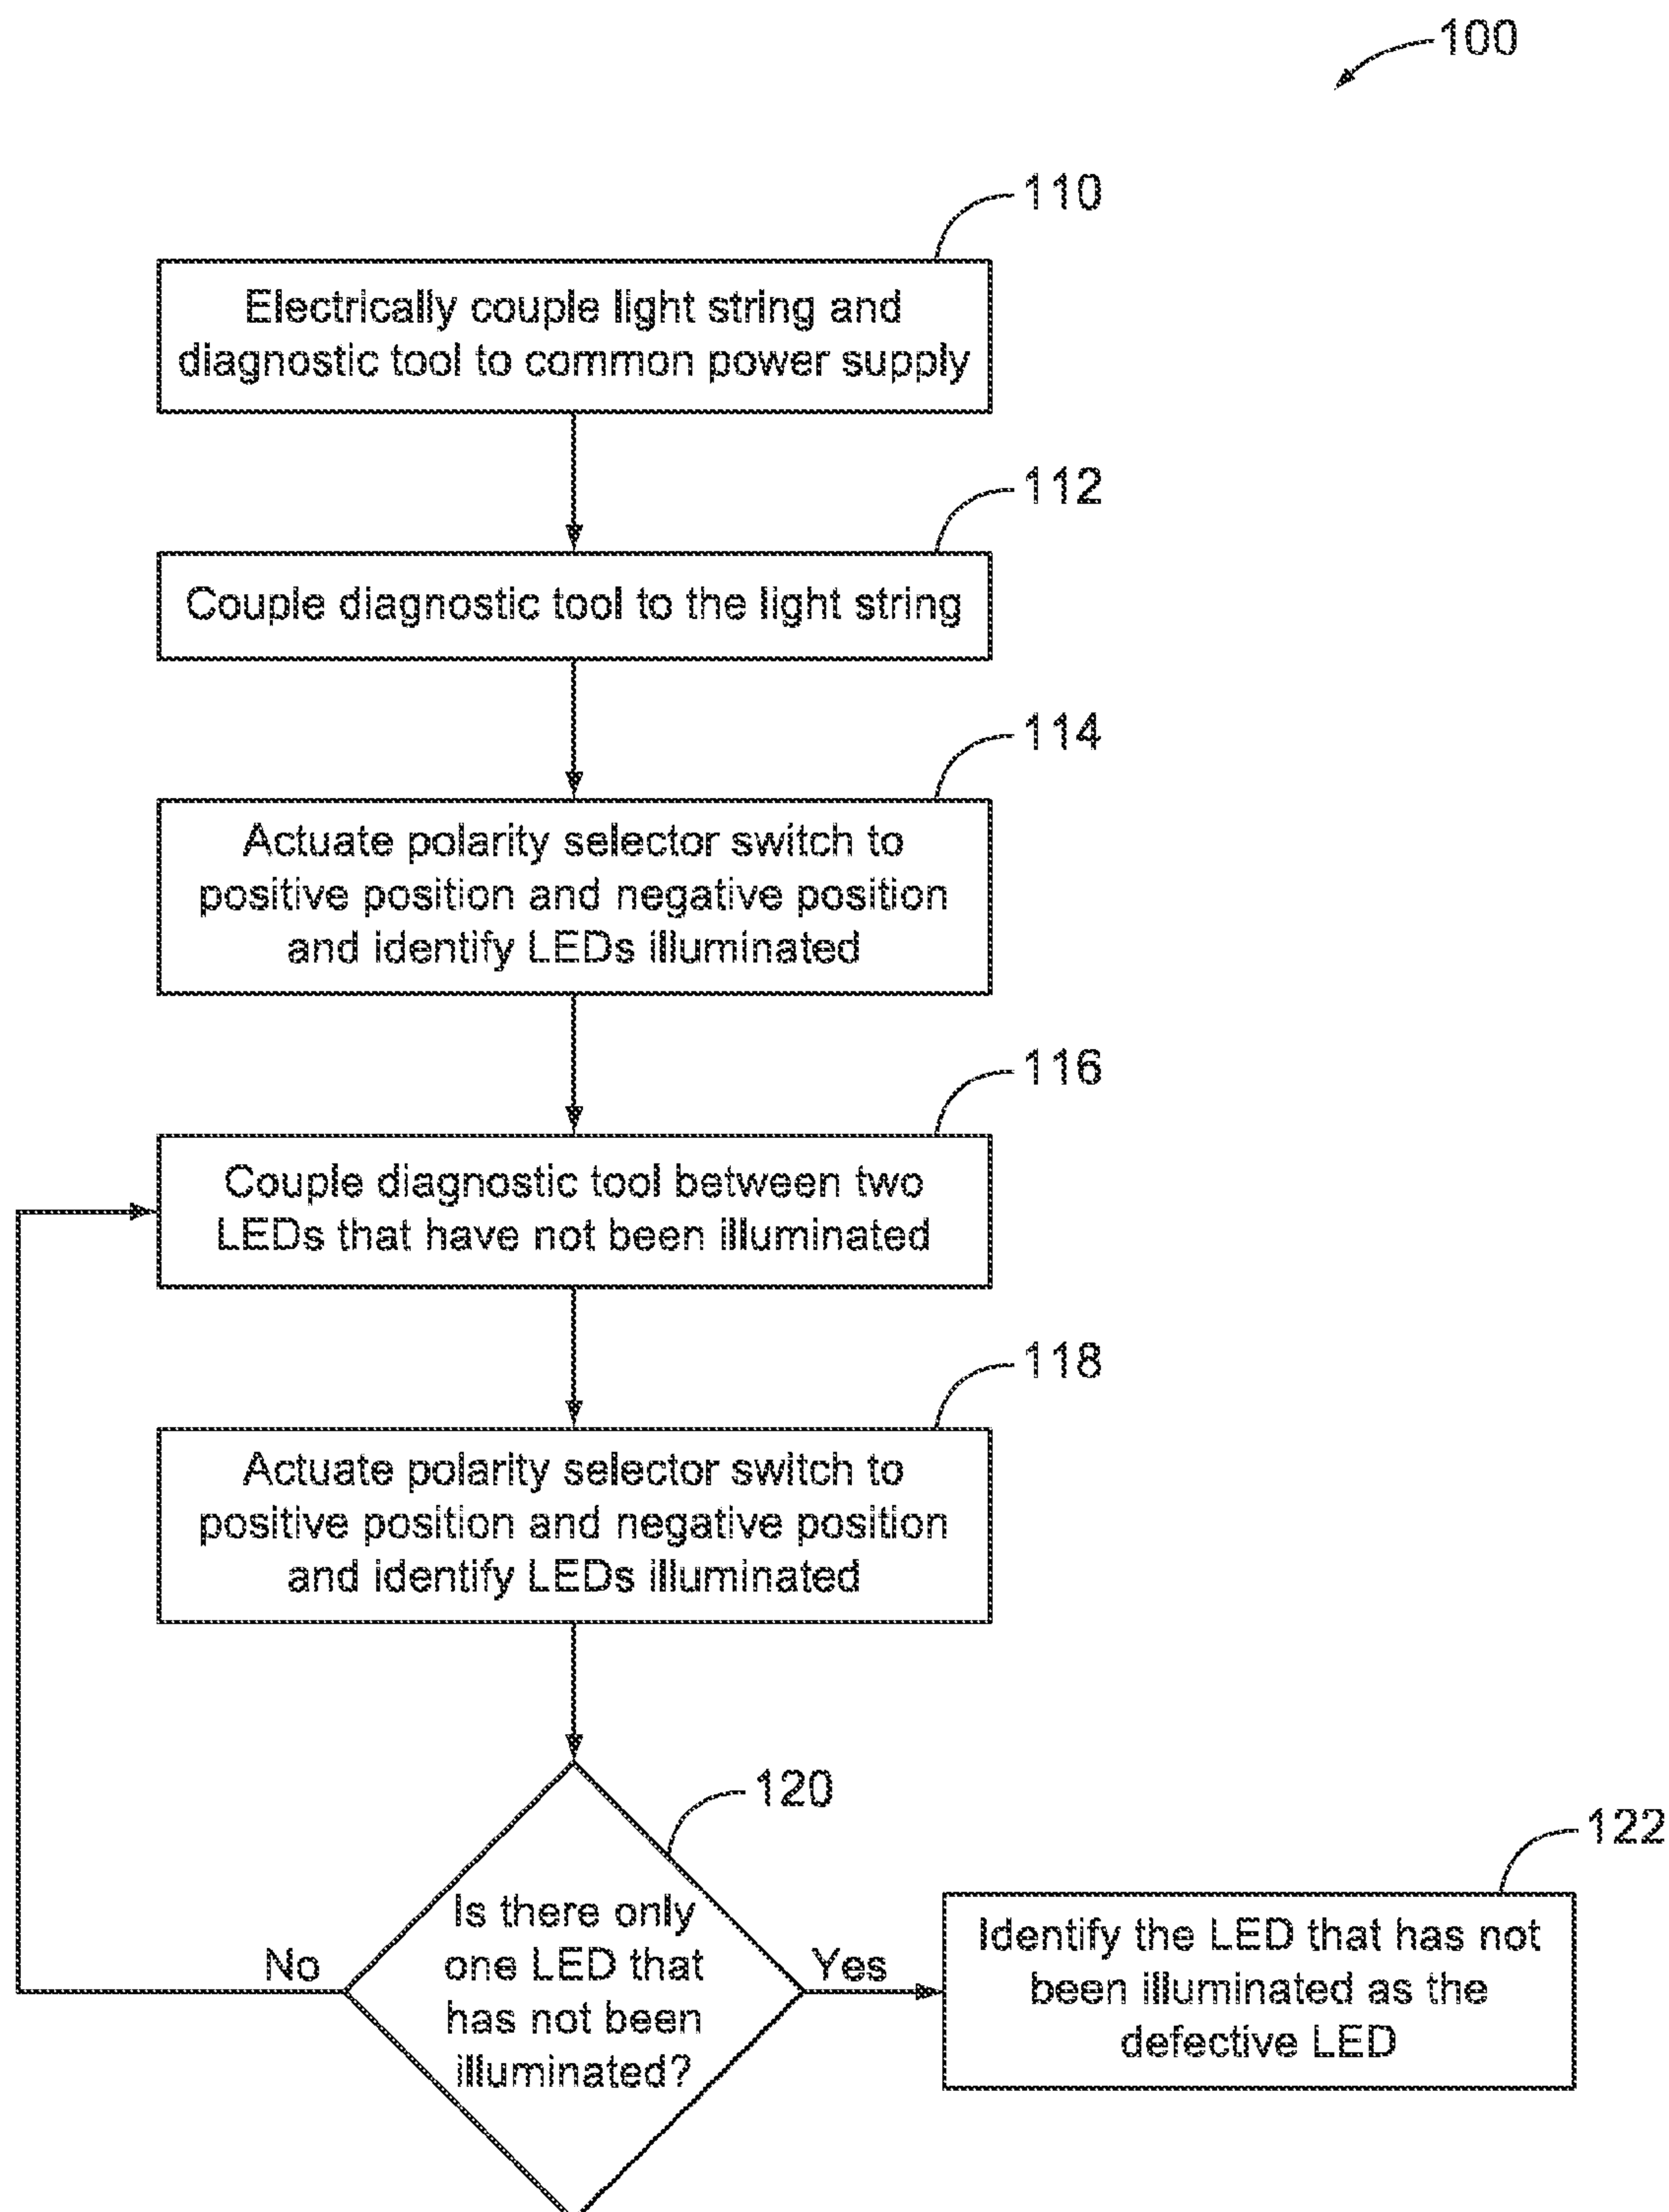 100
110
Electrically couple light string and
diagnostic tool to common power supply
112
Couple diagnostic tool to the light string
114
Actuate polarity selector switch to
positive position and negative position
and identify LEDs illuminated
116
Couple diagnostic tool between two
LEDs that have not been illuminated
118
Actuate polarity selector switch to
positive position and negative position
and identify LEDs illuminated
120
Is there only
one LED that
has not been
illuminated?
No
Yes
122
Identify the LED that has not
been illuminated as the
defective LED